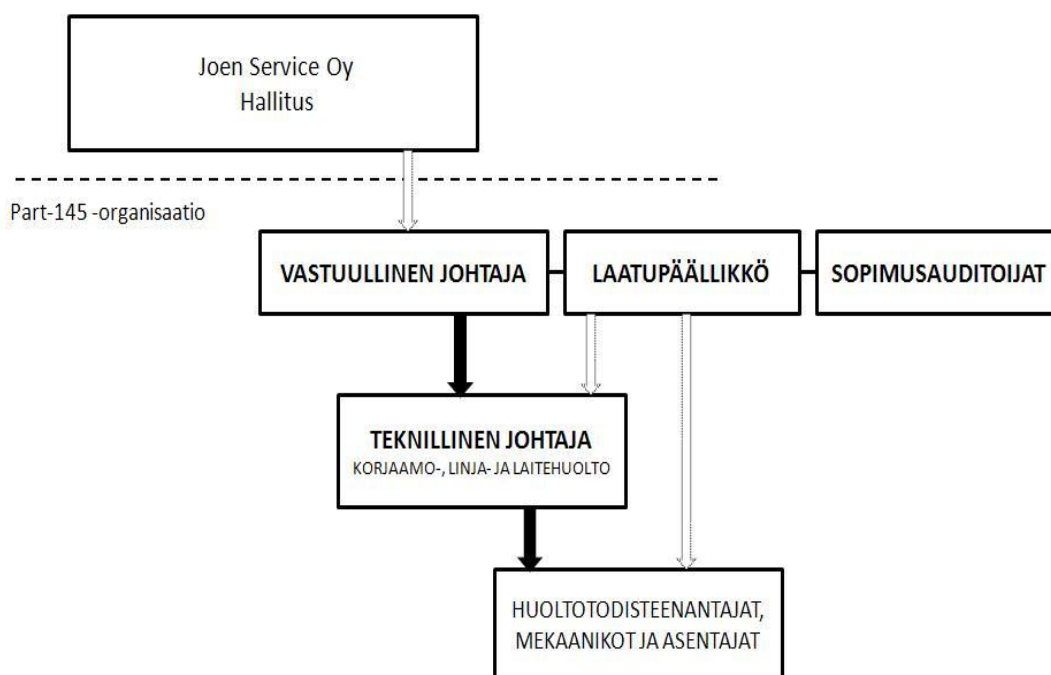 Joen Service Oy
Hallitus
Part-145 -organisaatio
VASTUULLINEN JOHTAJA
LAATUPÄÄLLIKKÖ
SOPIMUSAUDITOIJAT
TEKNILLINEN JOHTAJA
KORJAAMO-, LINJA- JA LAITEHUOLTO
HUOLTOTODISTEENANTAJAT,
MEKAANIKOT JA ASENTAJAT